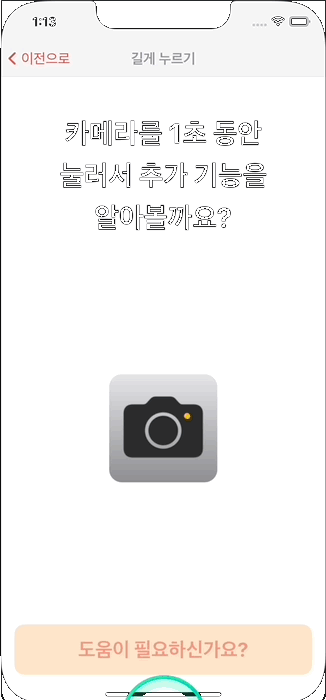 1:13
이전으로
길게 누르기
카메라를 1초 동안
눌러서 추가 기능을
알아볼까요?
도움이 필요하신가요?